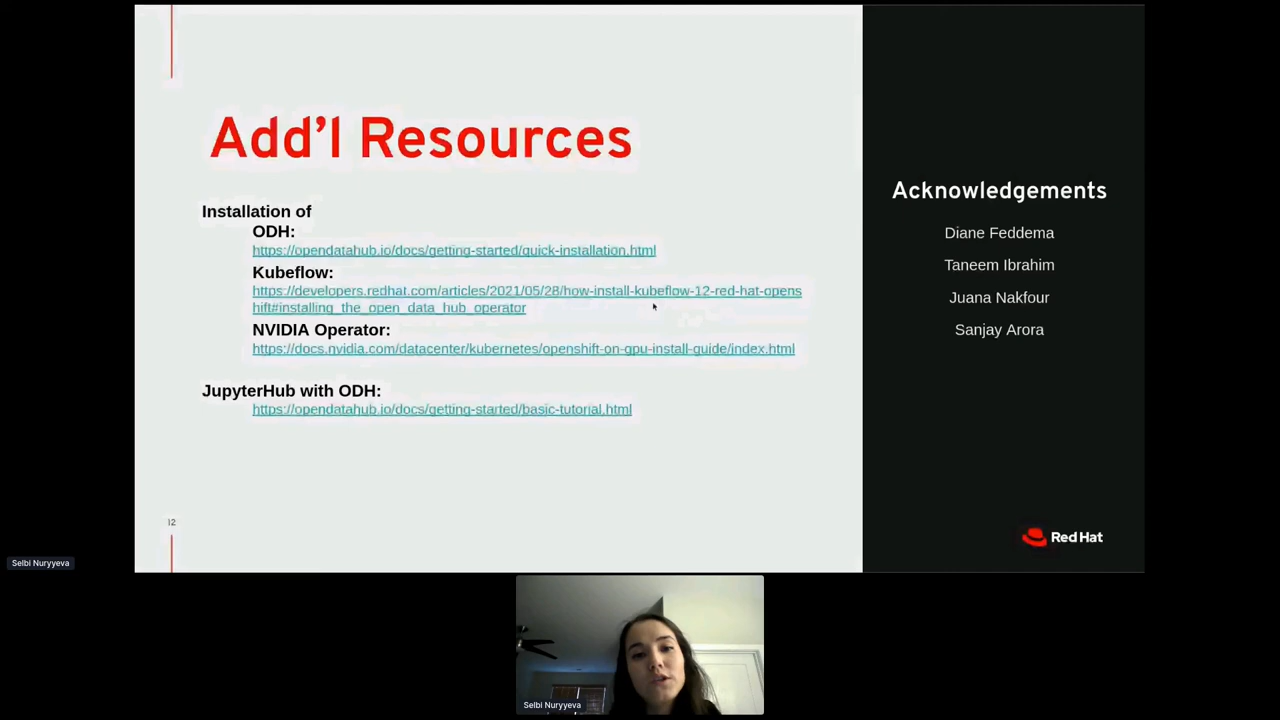 Add'l Resources
Installation of
ODH:
https://opendatahub.io/docs/getting-started/quick-installation.html
Kubeflow:
https://developers.redhat.com/articles/2021/05/28/how-install-kubeflow-12-red-hat-opens
hift#installing_the_open_data_hub_operator
NVIDIA Operator:
https://docs.nvidia.com/datacenter/kubernetes/openshift-on-gpu-install-guide/index.html
JupyterHub with ODH:
https://opendatahub.io/docs/getting-started/basic-tutorial.html
12
Acknowledgements
Diane Feddema
Taneem Ibrahim
Juana Nakfour
Sanjay Arora
Red Hat
Selbi Nuryyeva
Selbi Nuryyeva